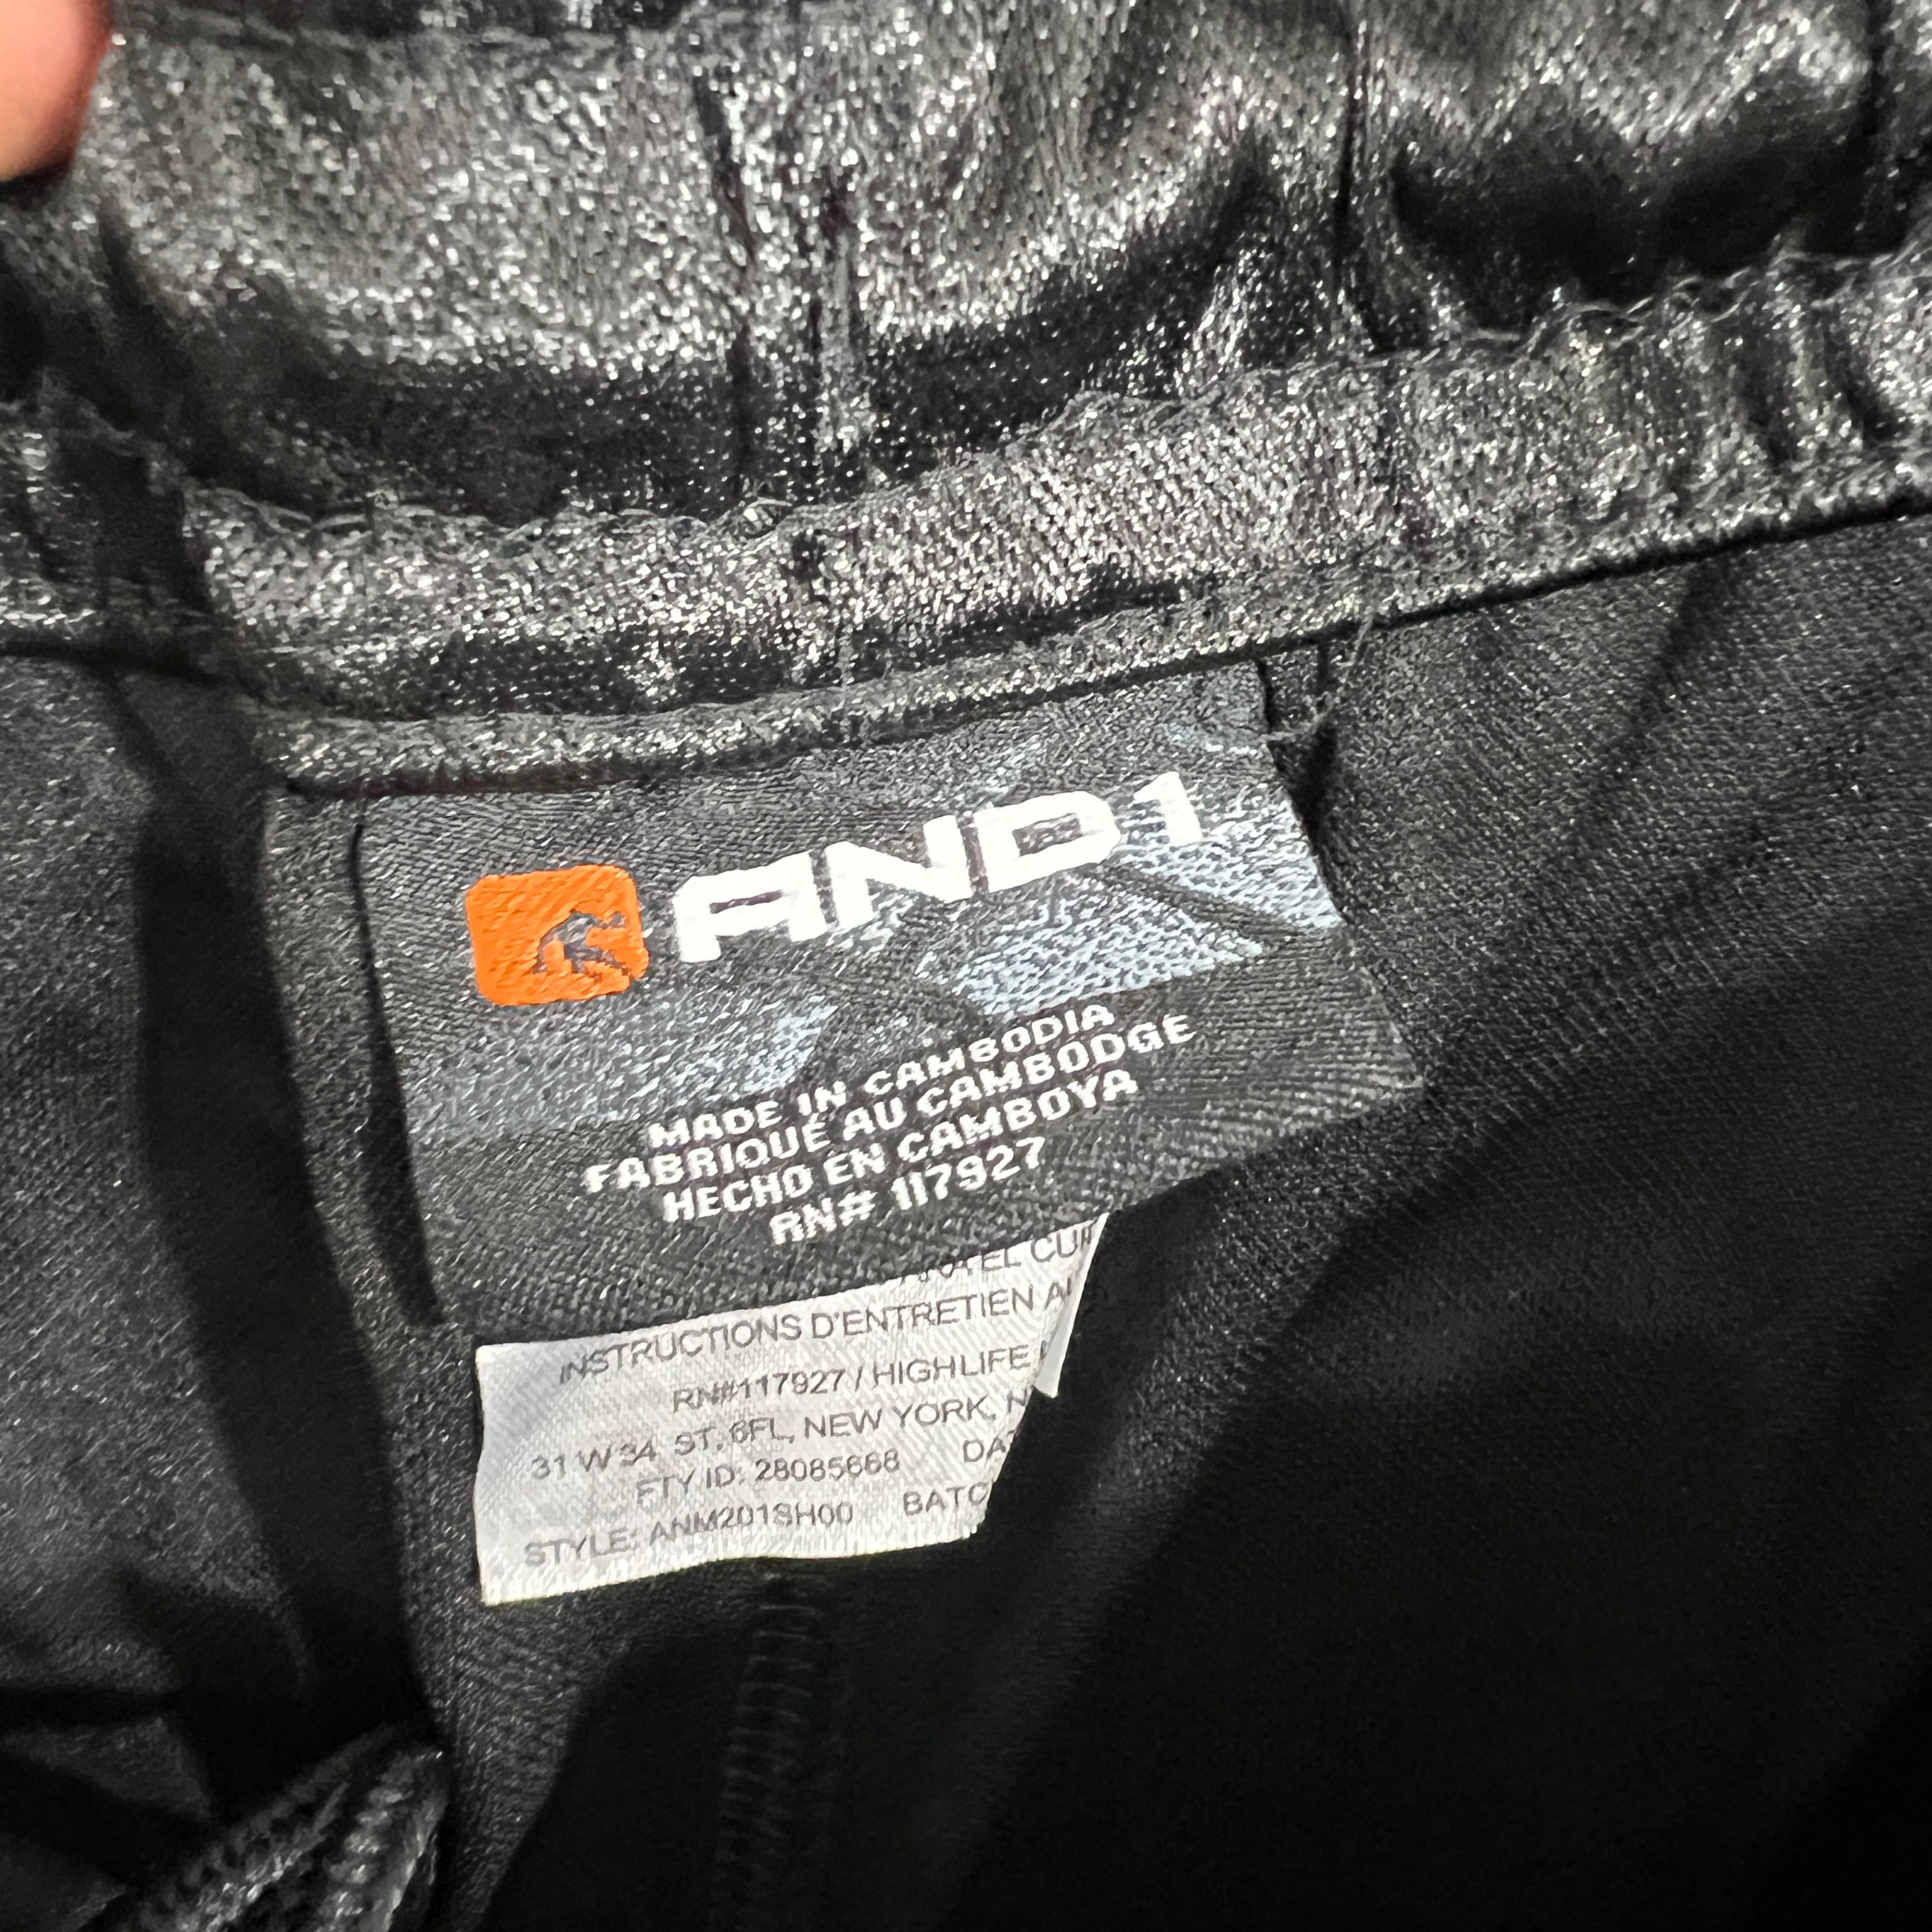 AND1
MADE IN CAMBODIA
FABRIQUÉ AU CAMBODGE
HECHO EN CAMBOYA
RN# 117927
INSTRUCTIONS D'ENTRETIEN
RN#117927 / HIGHLIFE
31 W 34 ST, 6FL, NEW YORK, N
FTY ID: 28085668
STYLE: ANM201SH00 BATC